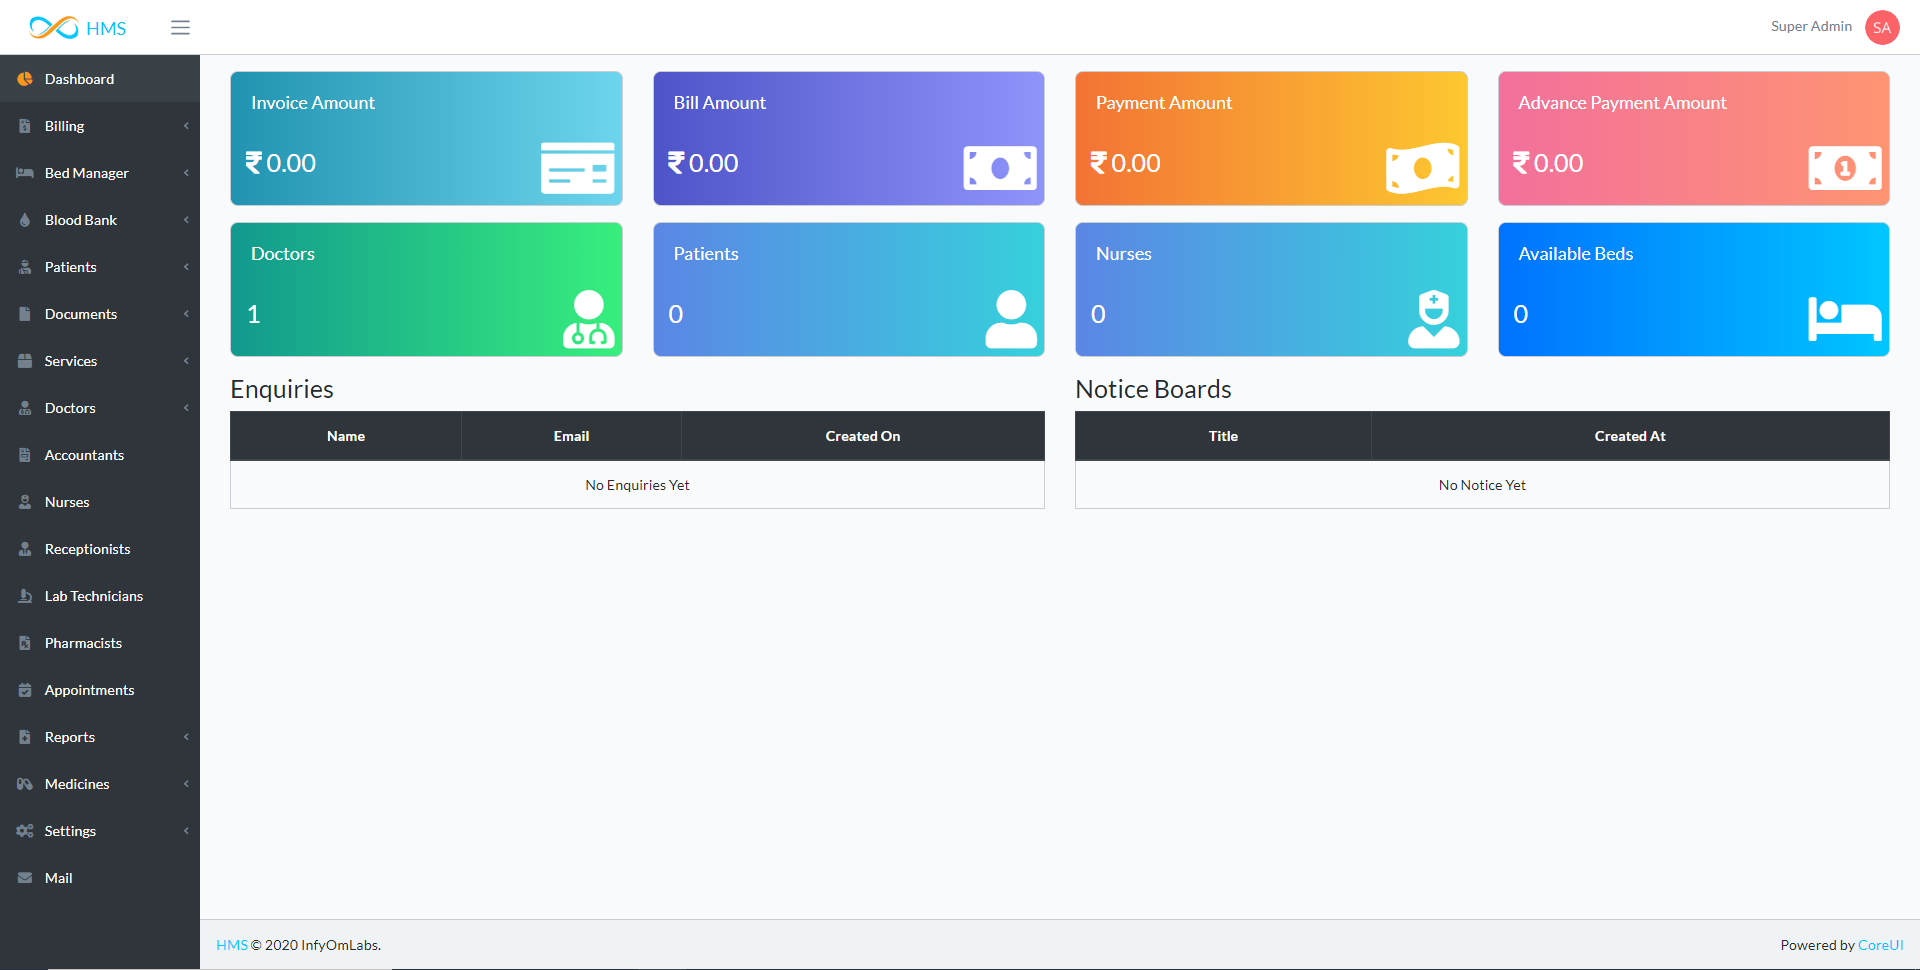 HMS
Super Admin
SA
Dashboard
Billing
Bed Manager
Blood Bank
Patients
Documents
Services
Doctors
Accountants
Nurses
Receptionists
Lab Technicians
Pharmacists
Appointments
Reports
Medicines
Settings
Mail
Invoice Amount
₹ 0.00
Bill Amount
₹ 0.00
Payment Amount
₹ 0.00
Advance Payment Amount
₹ 0.00
1
Doctors
1
Patients
0
Nurses
0
Available Beds
0
Enquiries
Name Email Created On
No Enquiries Yet
Notice Boards
Title Created At
No Notice Yet
HMS © 2020 InfyOmLabs.
Powered by CoreUI